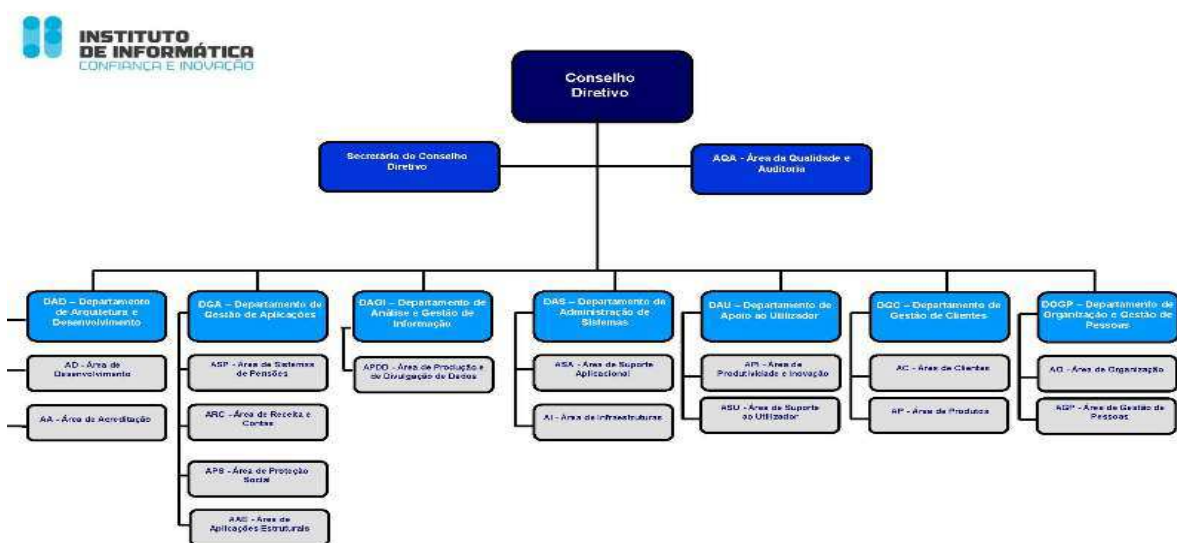 INSTITUTO
DE INFORMÁTICA
CONFIANÇA E INOVAÇÃO
Conselho
Diretivo
Secretário do Conselho
Diretivo
AQA - Área da Qualidade e
Auditoria
DAD – Departamento
de Arquitetura e
Desenvolvimento
AD - Área de
Desenvolvimento
AA - Área de Acreditação
DGA – Departamento de
Gestão de Aplicações
ASP - Área de Sistemas
de Pensões
ARC - Área de Receita e
Contas
APS - Área de Proteção
Social
AAE - Área de
Aplicações Estruturais
DAGI – Departamento de
Análise e Gestão de
Informação
APDD - Área de Produção e
de Divulgação de Dados
DAS – Departamento de
Administração de
Sistemas
ASA - Área de Suporte
Aplicacional
AI - Área de Infraestruturas
DAU – Departamento de
Apoio ao Utilizador
API - Área de
Produtividade e Inovação
ASU - Área de Suporte
ao Utilizador
DGC – Departamento de
Gestão de Clientes
AC - Área de Clientes
AP - Área de Produtos
DOGP – Departamento de
Organização e Gestão de
Pessoas
AO - Área de Organização
AGP - Área de Gestão de
Pessoas